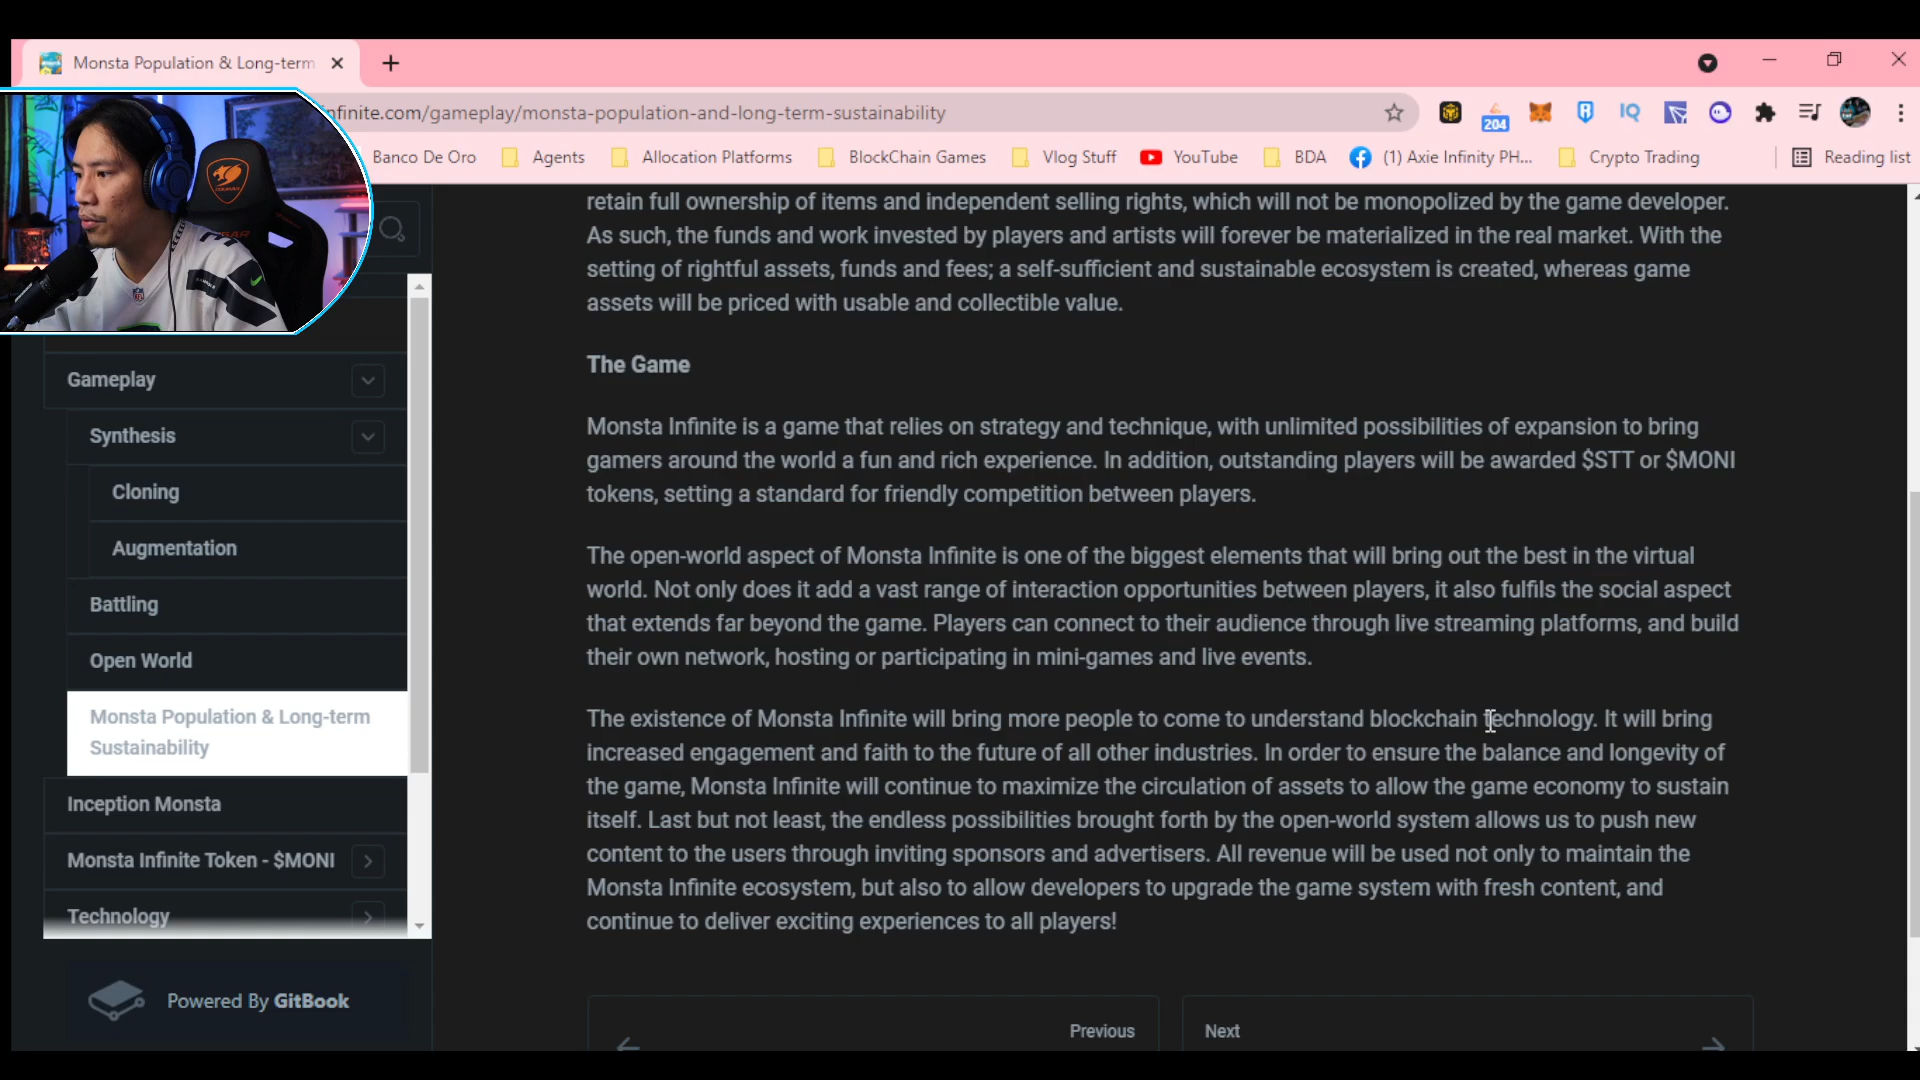 Monsta Population & Long-term
nfinite.com/gameplay/monsta-population-and-long-term-sustainability
204
IQ
Banco De Oro
Agents
Allocation Platforms
BlockChain Games
Vlog Stuff
YouTube
BDA
(1) Axie Infinity PH...
Crypto Trading
Reading list
COUGAR
NFL
Gameplay
Synthesis
Cloning
Augmentation
Battling
Open World
Monsta Population & Long-term
Sustainability
Inception Monsta
Monsta Infinite Token - $MONI
Technology
Powered By GitBook
retain full ownership of items and independent selling rights, which will not be monopolized by the game developer.
As such, the funds and work invested by players and artists will forever be materialized in the real market. With the
setting of rightful assets, funds and fees; a self-sufficient and sustainable ecosystem is created, whereas game
assets will be priced with usable and collectible value.
The Game
Monsta Infinite is a game that relies on strategy and technique, with unlimited possibilities of expansion to bring
gamers around the world a fun and rich experience. In addition, outstanding players will be awarded $STT or $MONI
tokens, setting a standard for friendly competition between players.
The open-world aspect of Monsta Infinite is one of the biggest elements that will bring out the best in the virtual
world. Not only does it add a vast range of interaction opportunities between players, it also fulfils the social aspect
that extends far beyond the game. Players can connect to their audience through live streaming platforms, and build
their own network, hosting or participating in mini-games and live events.
The existence of Monsta Infinite will bring more people to come to understand blockchain technology. It will bring
increased engagement and faith to the future of all other industries. In order to ensure the balance and longevity of
the game, Monsta Infinite will continue to maximize the circulation of assets to allow the game economy to sustain
itself. Last but not least, the endless possibilities brought forth by the open-world system allows us to push new
content to the users through inviting sponsors and advertisers. All revenue will be used not only to maintain the
Monsta Infinite ecosystem, but also to allow developers to upgrade the game system with fresh content, and
continue to deliver exciting experiences to all players!
Previous
Next